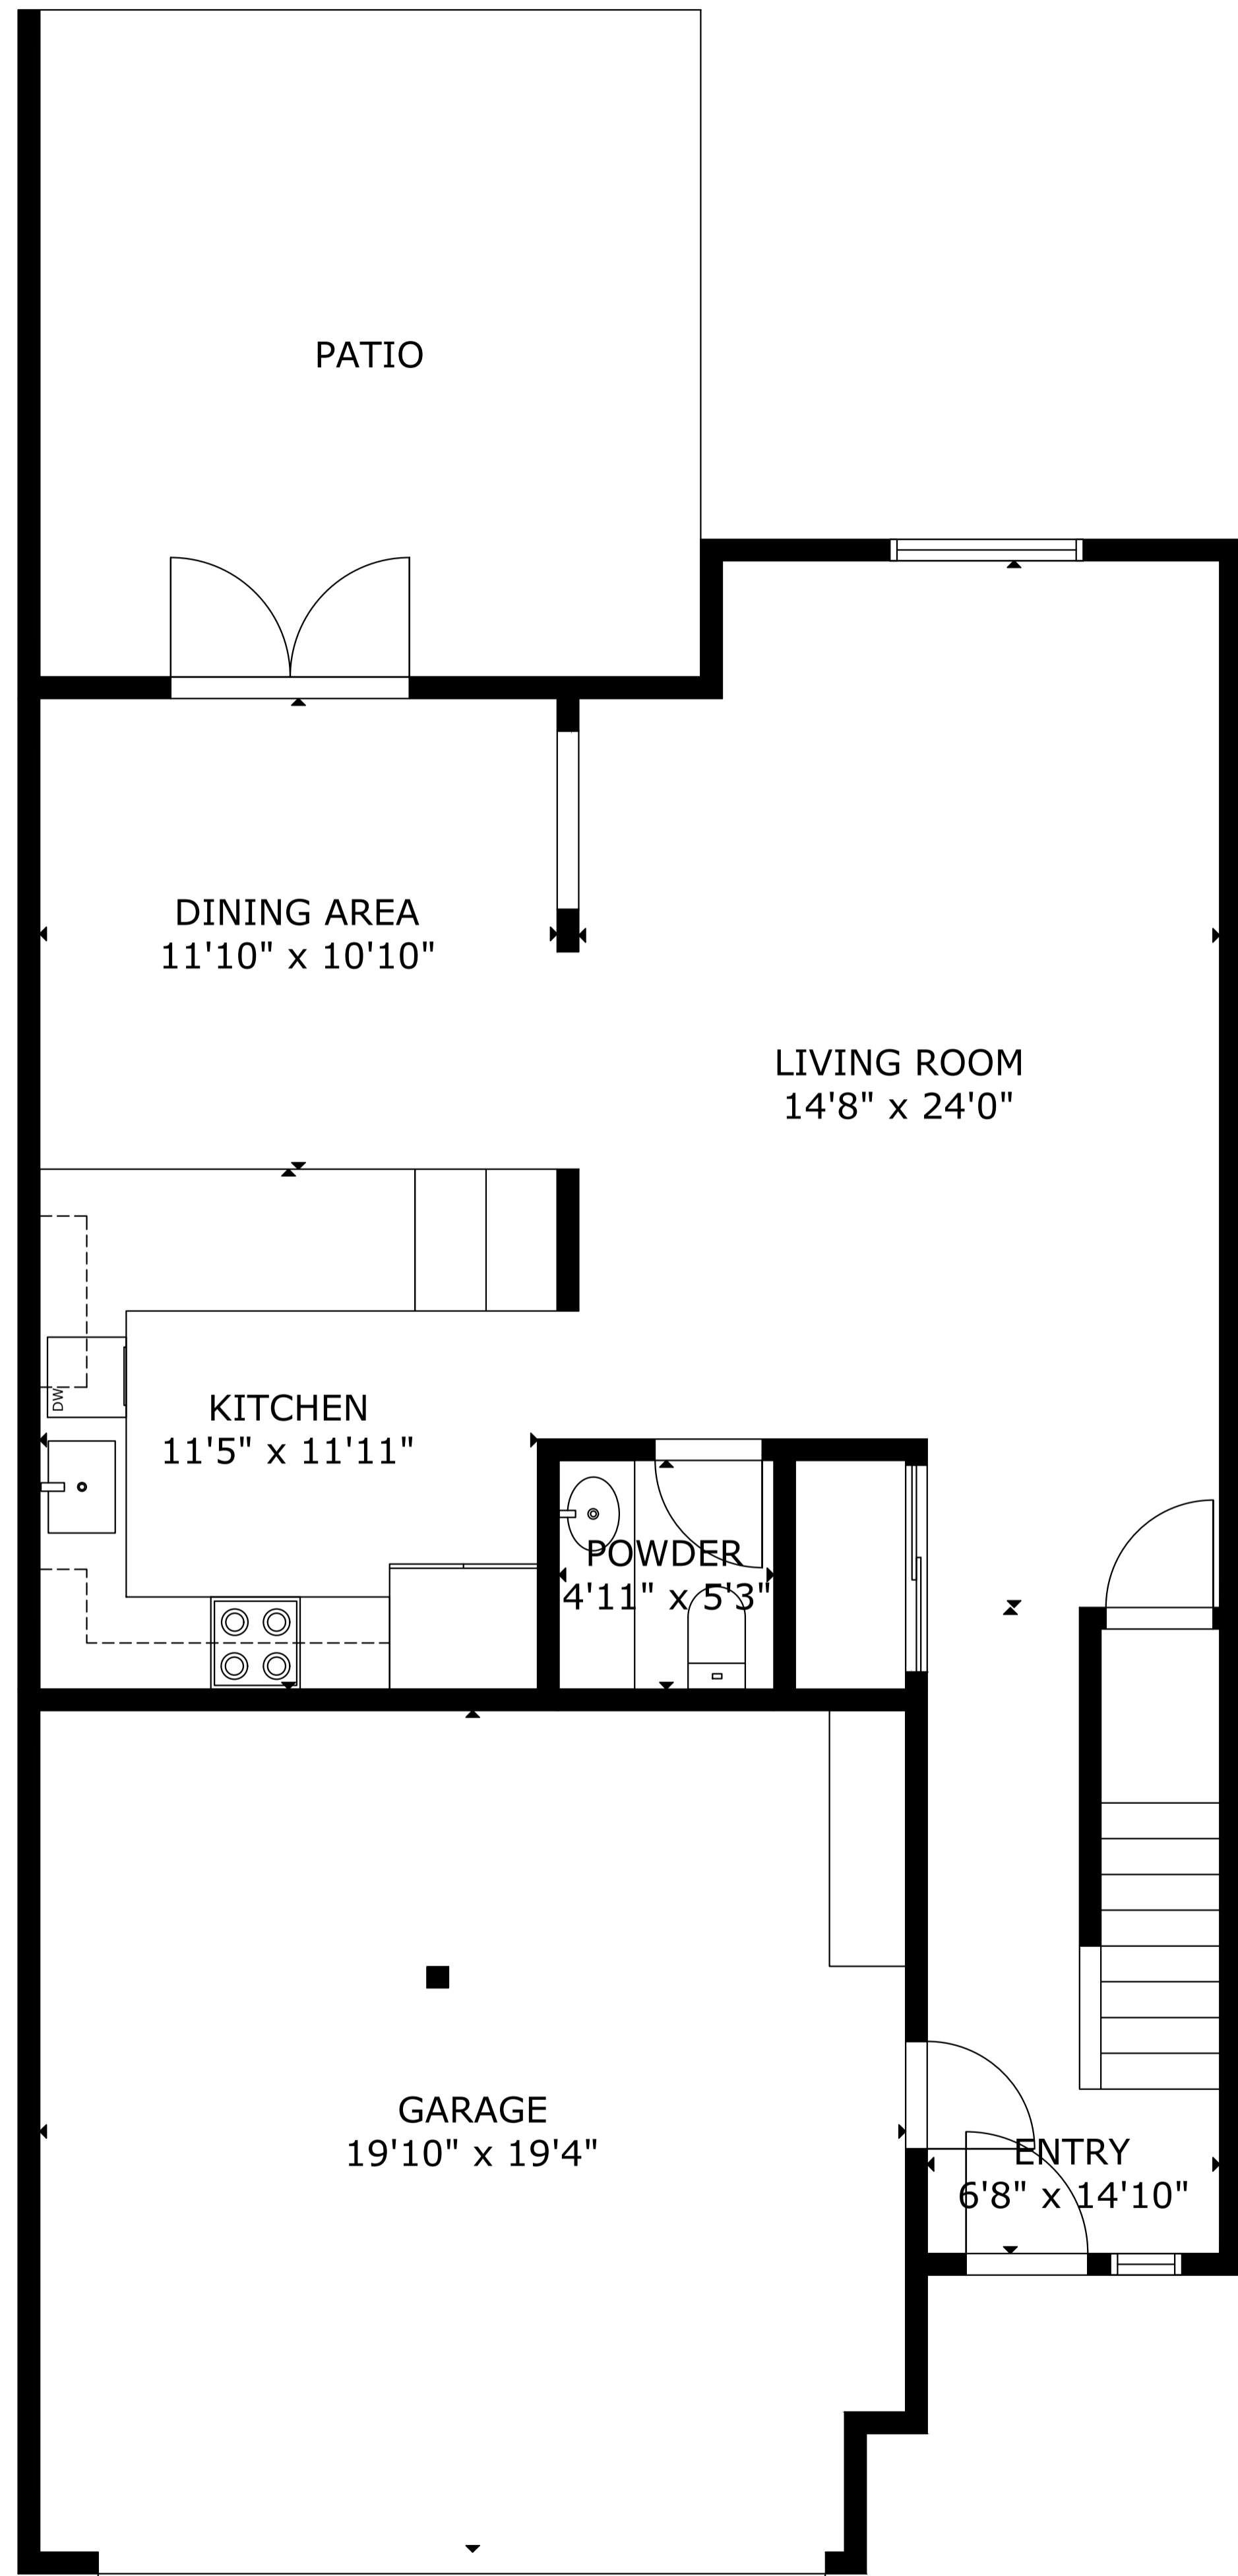 PATIO
DINING AREA
11'10" x 10'10"
LIVING ROOM
14'8" x 24'0"
DW
KITCHEN
11'5" x 11'11"
POWDER
4'11" x 5'3"
GARAGE
19'10" x 19'4"
ENTRY
6'8" x 14'10"